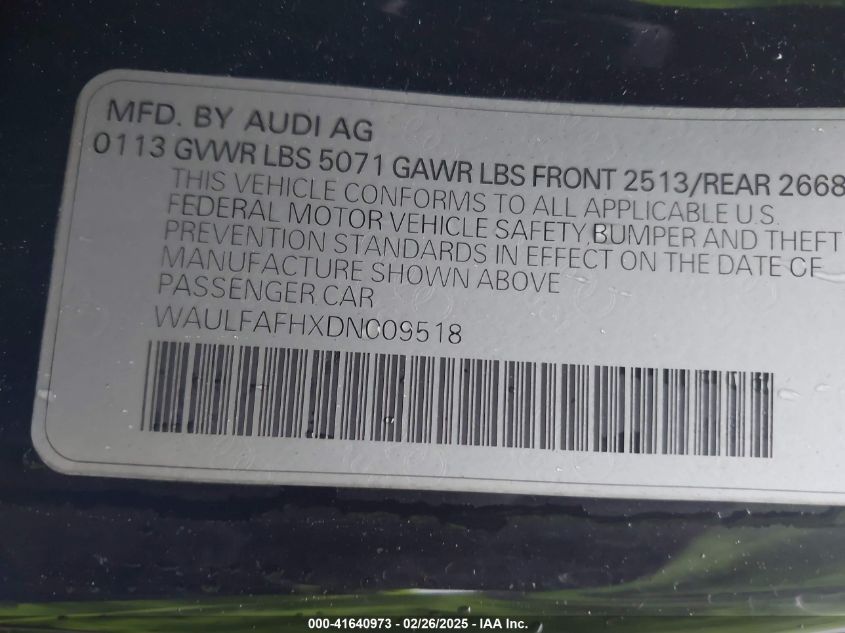 MFD. BY AUDI AG
0113 GVWR LBS 5071 GAWR LBS FRONT 2513/REAR 2668
THIS VEHICLE CONFORMS TO ALL APPLICABLE U.S.
FEDERAL MOTOR VEHICLE SAFETY,BUMPER AND THEFT
PREVENTION STANDARDS IN EFFECT ON THE DATE OF
MANUFACTURE SHOWN ABOVE
PASSENGER CAR
WAULFAFHXDN009518
000-41640973 - 02/26/2025 - IAA Inc.